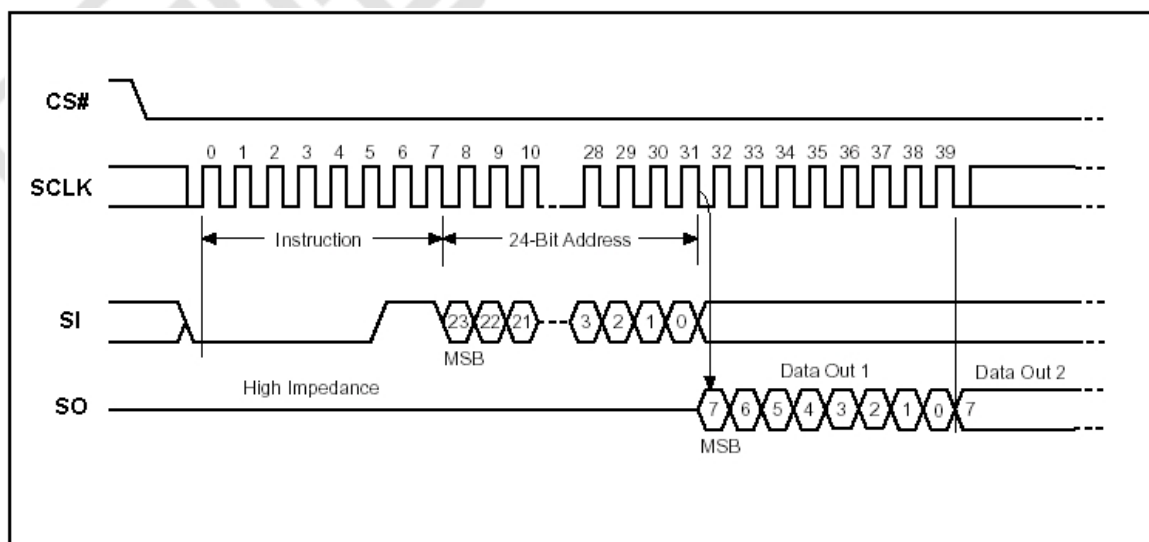 CS#
0 1 2 3 4 5 6 7 8 9 10 28 29 30 31 32 33 34 35 36 37 38 39
SCLK
Instruction 24-Bit Address
SI 23 22 21 3 2 1 0
MSB
Data Out 1 Data Out 2
High Impedance
SO 7 6 5 4 3 2 1 0 7
MSB